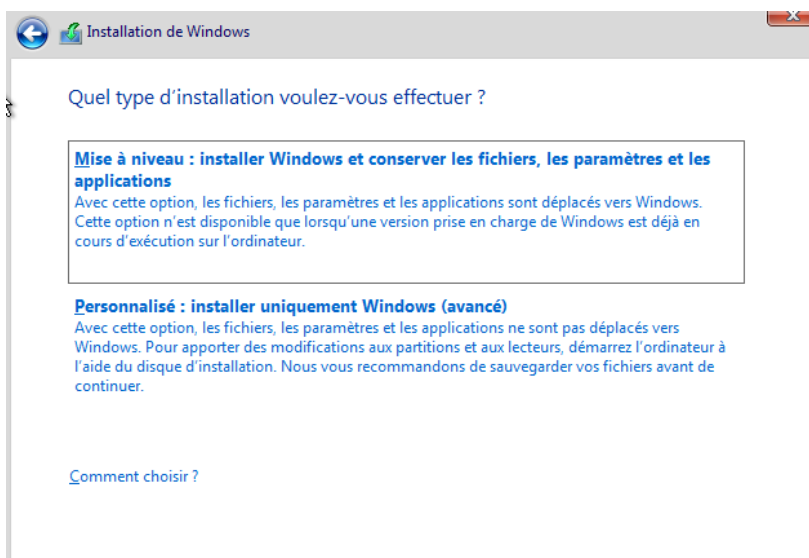 Installation de Windows
Quel type d'installation voulez-vous effectuer ?
Mise à niveau : installer Windows et conserver les fichiers, les paramètres et les
applications
Avec cette option, les fichiers, les paramètres et les applications sont déplacés vers Windows.
Cette option n'est disponible que lorsqu'une version prise en charge de Windows est déjà en
cours d'exécution sur l'ordinateur.
Personnalisé : installer uniquement Windows (avancé)
Avec cette option, les fichiers, les paramètres et les applications ne sont pas déplacés vers
Windows. Pour apporter des modifications aux partitions et aux lecteurs, démarrez l'ordinateur à
l'aide du disque d'installation. Nous vous recommandons de sauvegarder vos fichiers avant de
continuer.
Comment choisir ?